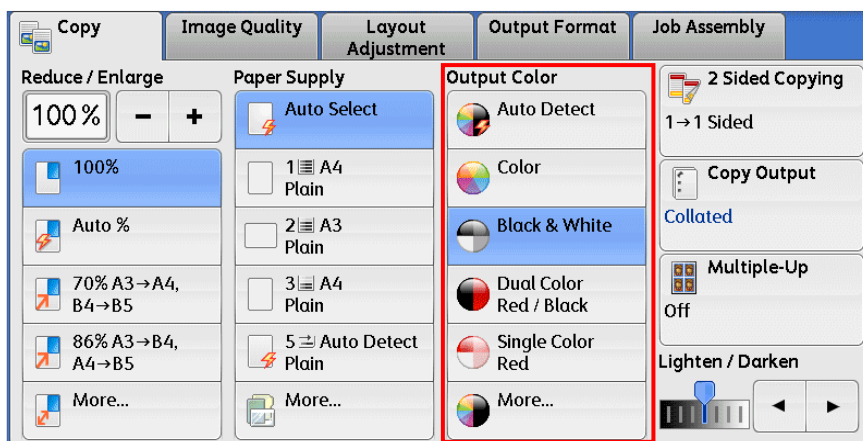 Copy
Image Quality
Layout
Adjustment
Output Format
Job Assembly
Reduce / Enlarge
100%
−
+
100%
Auto %
70% A3→A4,
B4→B5
86% A3→B4,
A4→B5
More...
Paper Supply
Auto Select
1 A4
Plain
2 A3
Plain
3 A4
Plain
5 Auto Detect
Plain
More...
Output Color
Auto Detect
Color
Black & White
Dual Color
Red / Black
Single Color
Red
More...
2 Sided Copying
1→1 Sided
Copy Output
Collated
Multiple-Up
Off
Lighten / Darken